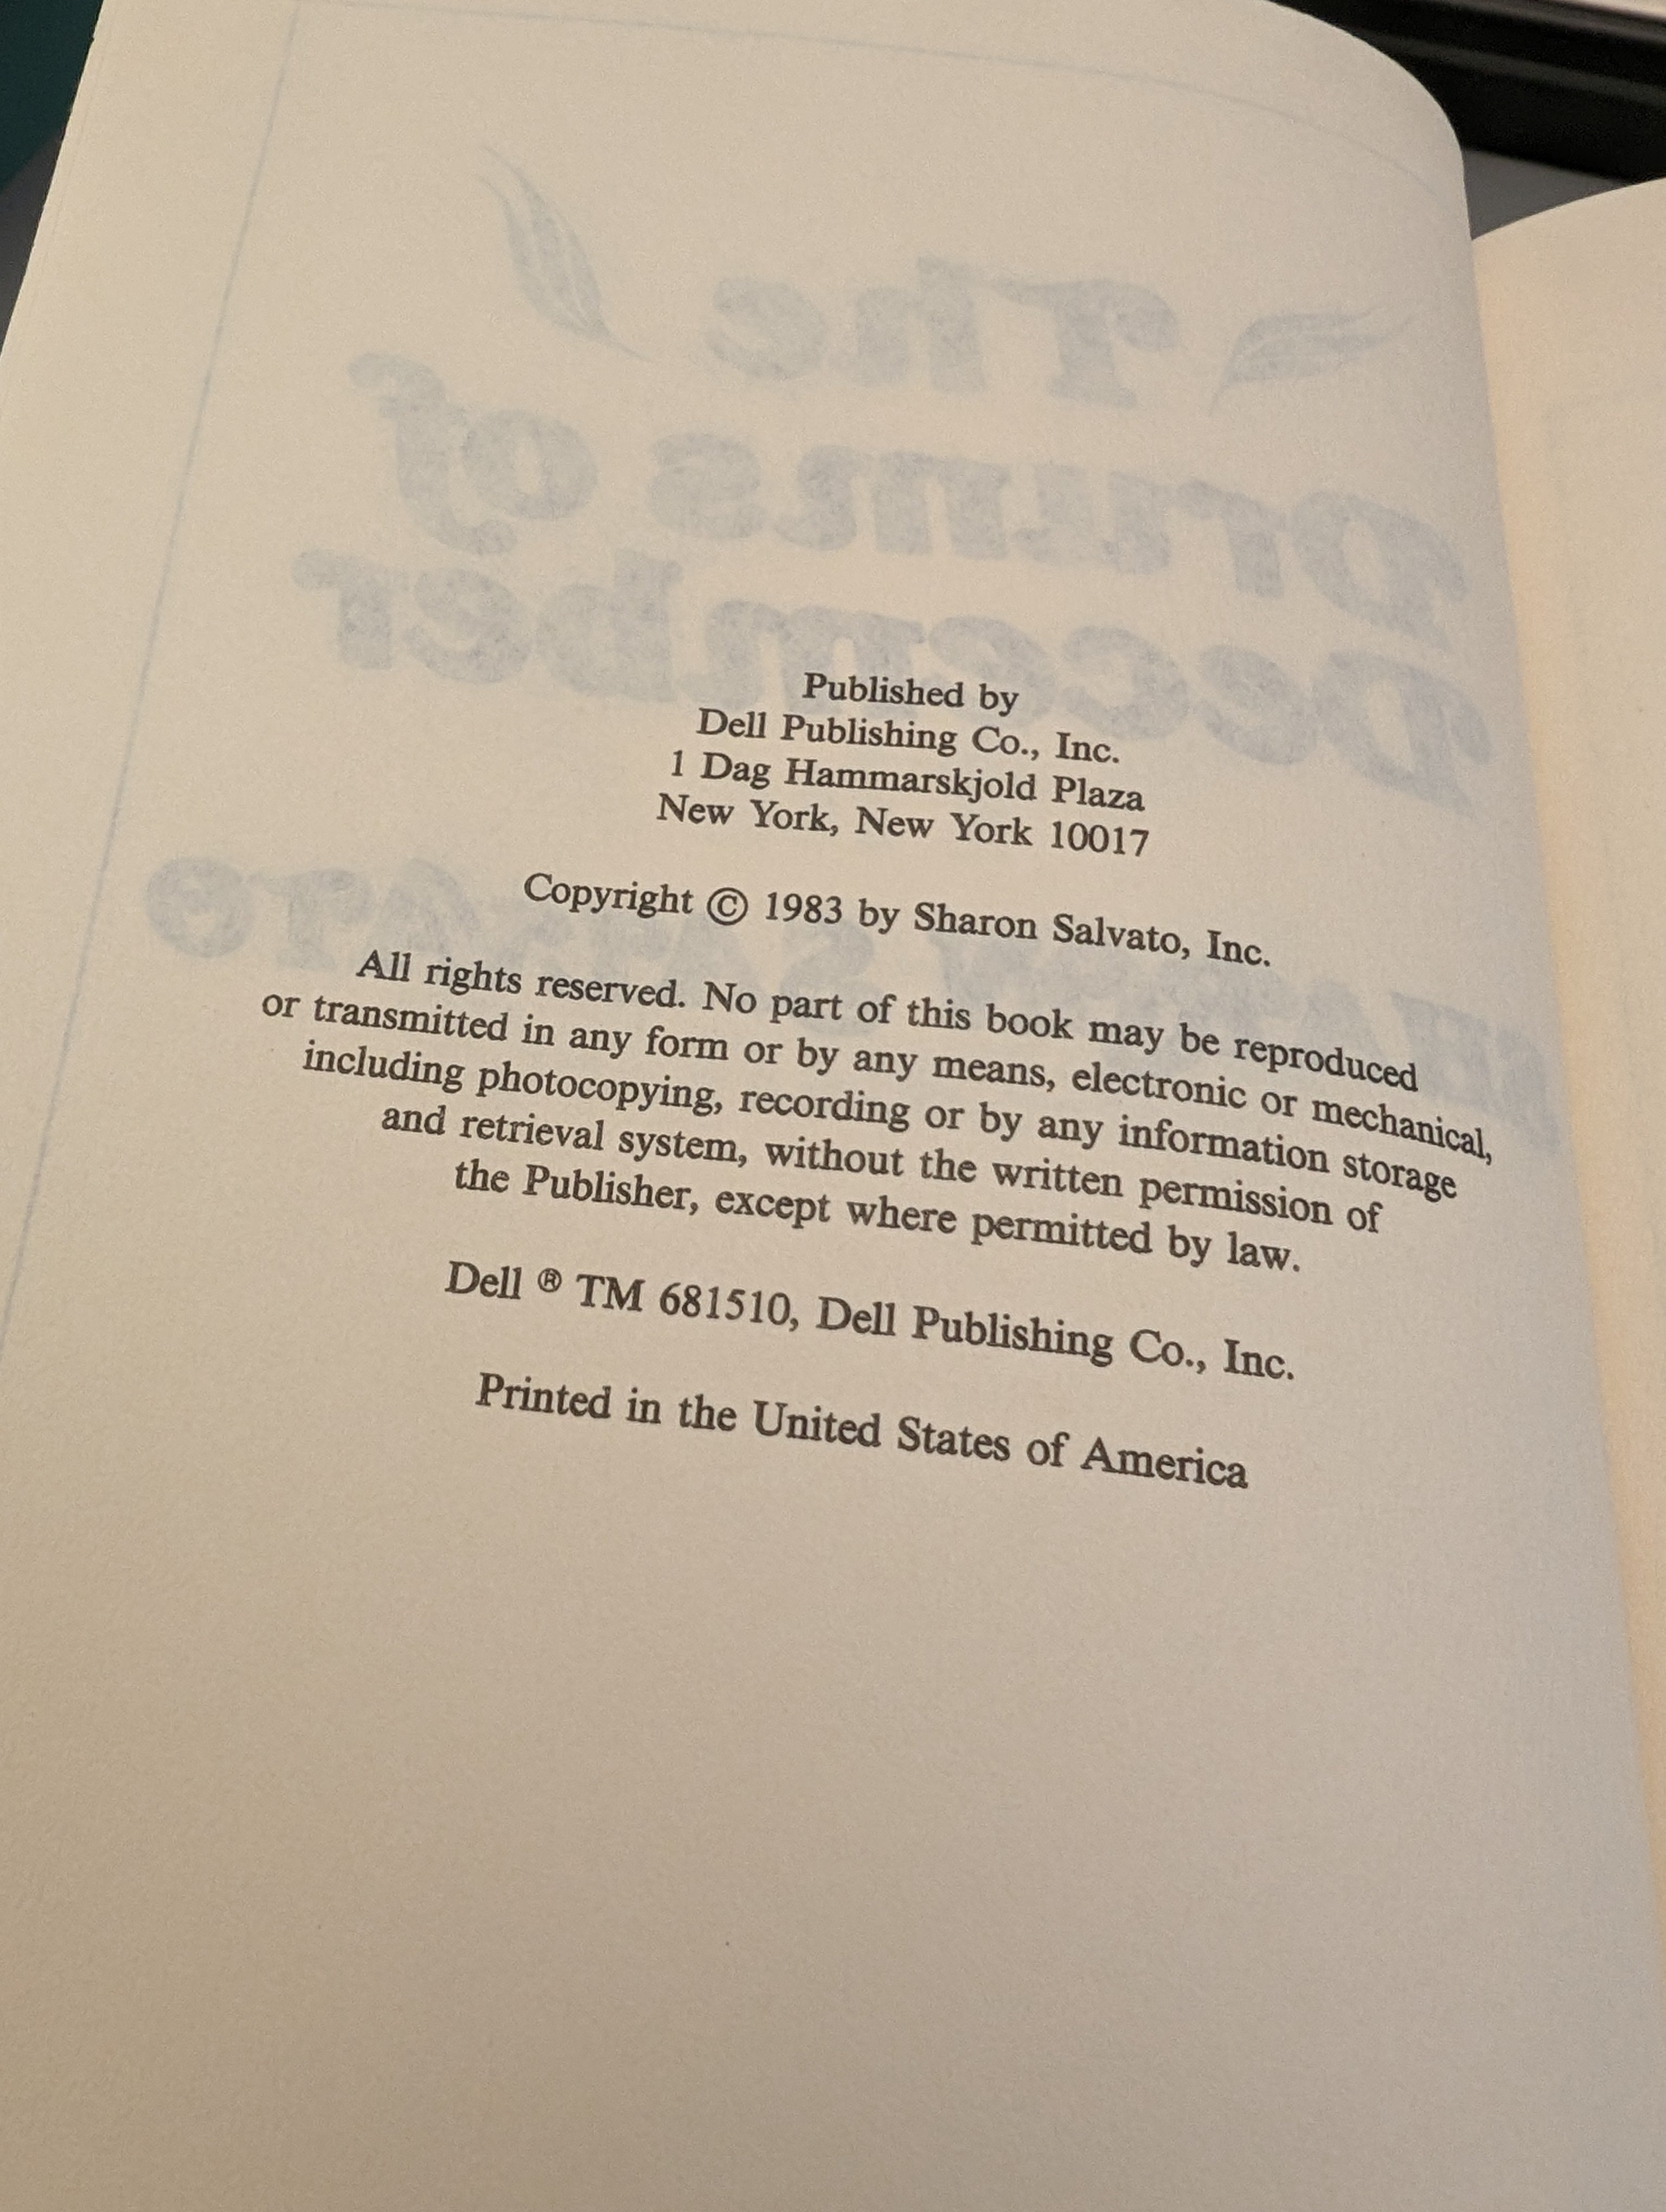 The
Drums of
December
Published by
Dell Publishing Co., Inc.
1 Dag Hammarskjold Plaza
New York, New York 10017
Copyright © 1983 by Sharon Salvato, Inc.
All rights reserved. No part of this book may be reproduced
or transmitted in any form or by any means, electronic or mechanical,
including photocopying, recording or by any information storage
and retrieval system, without the written permission of
the Publisher, except where permitted by law.
Dell ® TM 681510, Dell Publishing Co., Inc.
Printed in the United States of America